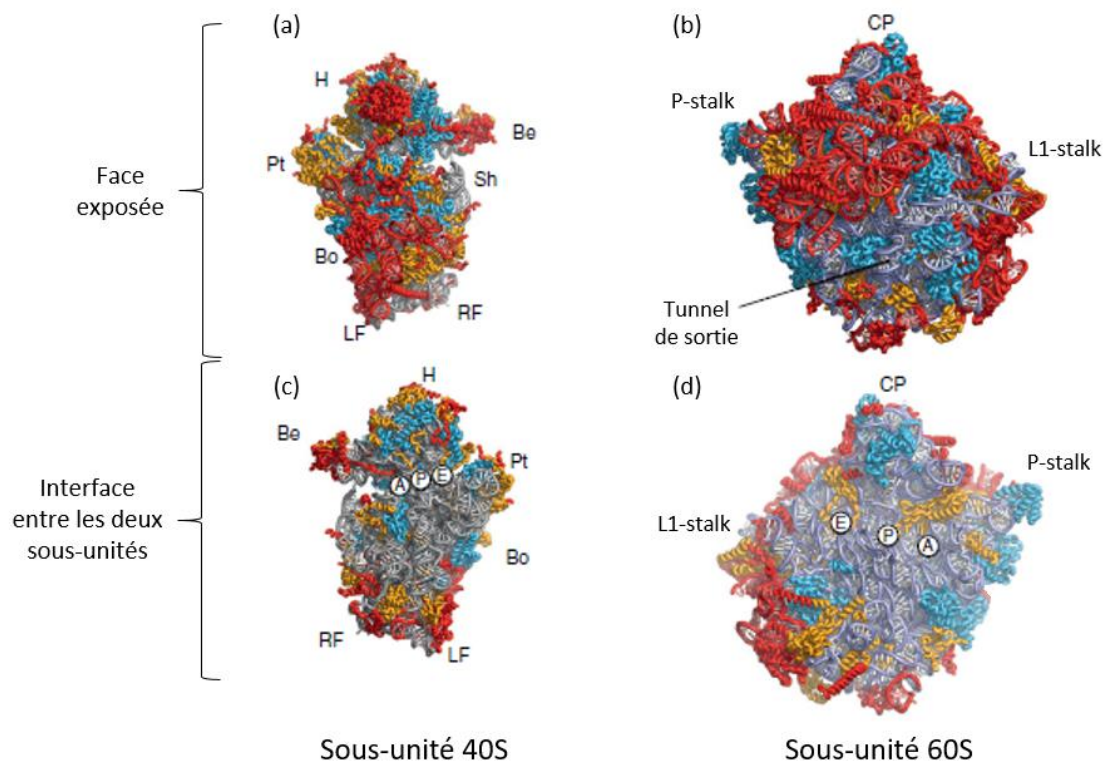 (a)
(b)
CP
H
P-stalk
Be
L1-stalk
Pt
Sh
Face
exposée
Bo
RF
Tunnel
de sortie
LF
(c)
H
(d)
CP
Be
Pt
P-stalk
A P E
Interface
entre les deux
sous-unités
L1-stalk
E P A
Bo
RF
LF
Sous-unité 40S
Sous-unité 60S